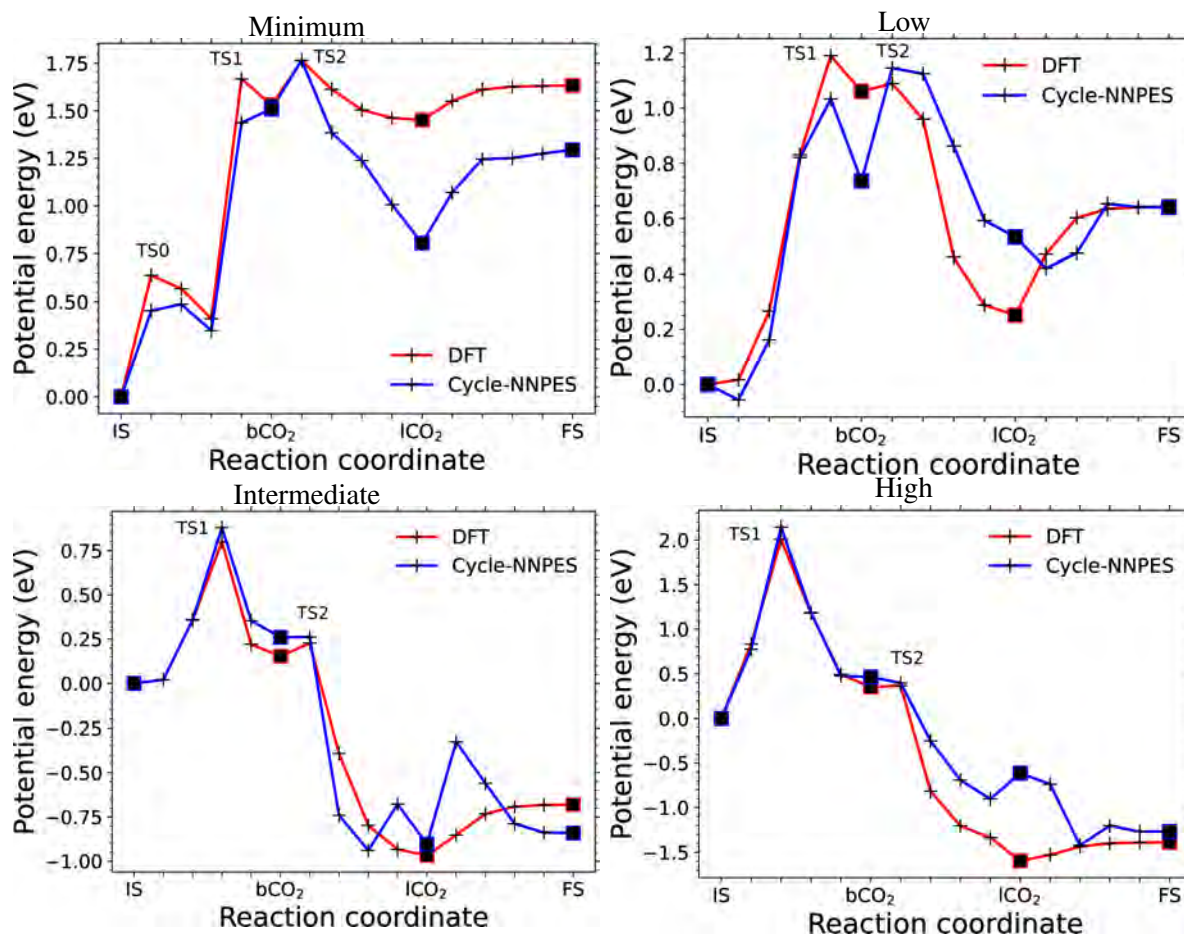 Minimum
Potential energy (eV)
1.75
1.50
1.25
1.00
0.75
0.50
0.25
0.00
TS0
TS1
TS2
DFT
Cycle-NNPES
IS
bCO₂
lCO₂
FS
Reaction coordinate
Low
Potential energy (eV)
1.2
1.0
0.8
0.6
0.4
0.2
0.0
TS1
TS2
DFT
Cycle-NNPES
IS
bCO₂
lCO₂
FS
Reaction coordinate
Intermediate
Potential energy (eV)
0.75
0.50
0.25
0.00
−0.25
−0.50
−0.75
−1.00
TS1
TS2
DFT
Cycle-NNPES
IS
bCO₂
lCO₂
FS
Reaction coordinate
High
Potential energy (eV)
2.0
1.5
1.0
0.5
0.0
−0.5
−1.0
−1.5
TS1
TS2
DFT
Cycle-NNPES
IS
bCO₂
lCO₂
FS
Reaction coordinate